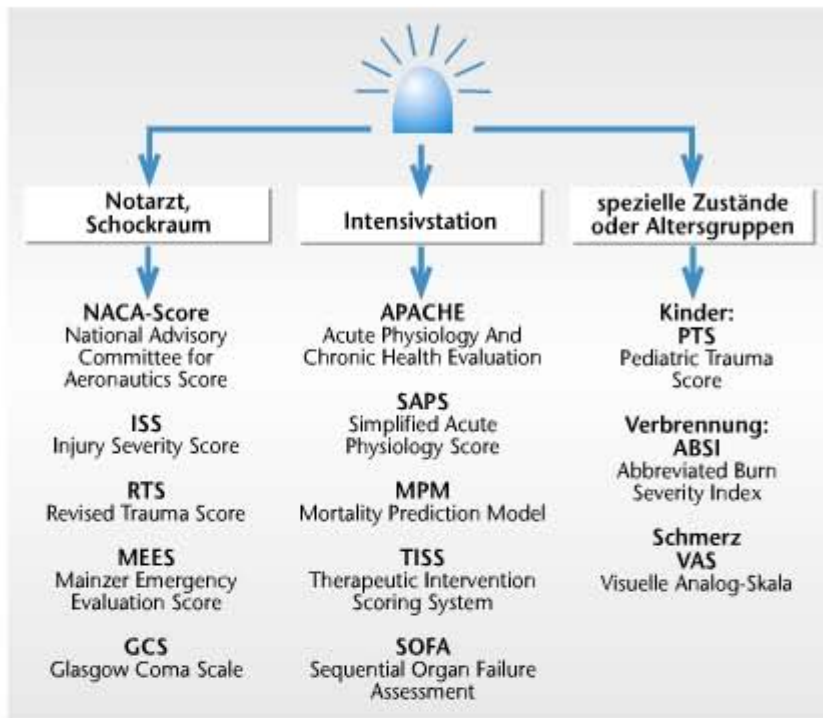 Notarzt,
Schockraum
NACA-Score
National Advisory
Committee for
Aeronautics Score
ISS
Injury Severity Score
RTS
Revised Trauma Score
MEES
Mainzer Emergency
Evaluation Score
GCS
Glasgow Coma Scale
Intensivstation
APACHE
Acute Physiology And
Chronic Health Evaluation
SAPS
Simplified Acute
Physiology Score
MPM
Mortality Prediction Model
TISS
Therapeutic Intervention
Scoring System
SOFA
Sequential Organ Failure
Assessment
spezielle Zustände
oder Altersgruppen
Kinder:
PTS
Pediatric Trauma
Score
Verbrennung:
ABSI
Abbreviated Burn
Severity Index
Schmerz
VAS
Visuelle Analog-Skala